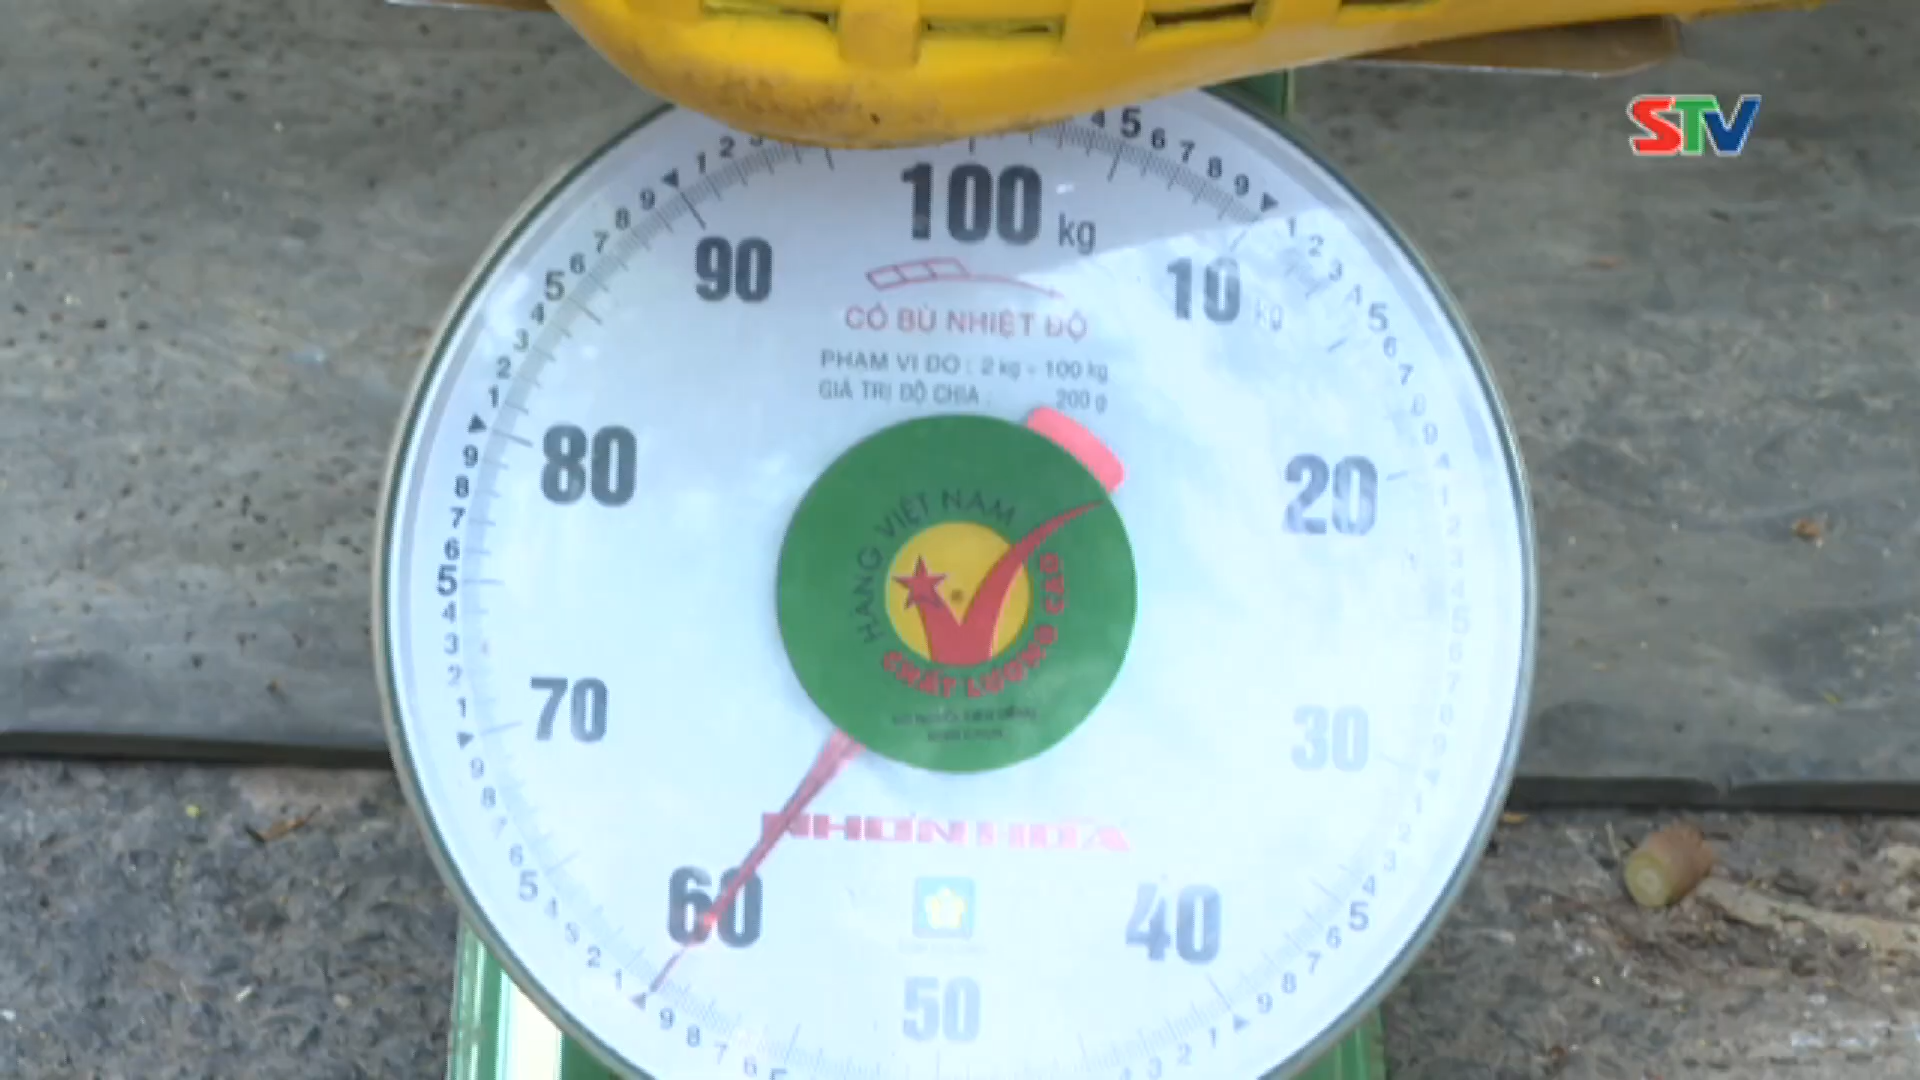 STV
100 kg
90
10 kg
CÓ BÙ NHIỆT ĐỘ
PHẠM VI ĐO : 2 kg - 100 kg
GIÁ TRỊ ĐỘ CHIA : 200 g
80
20
HÀNG VIỆT NAM
CHẤT LƯỢNG CAO
70
30
NHƠN HÒA
60
40
50